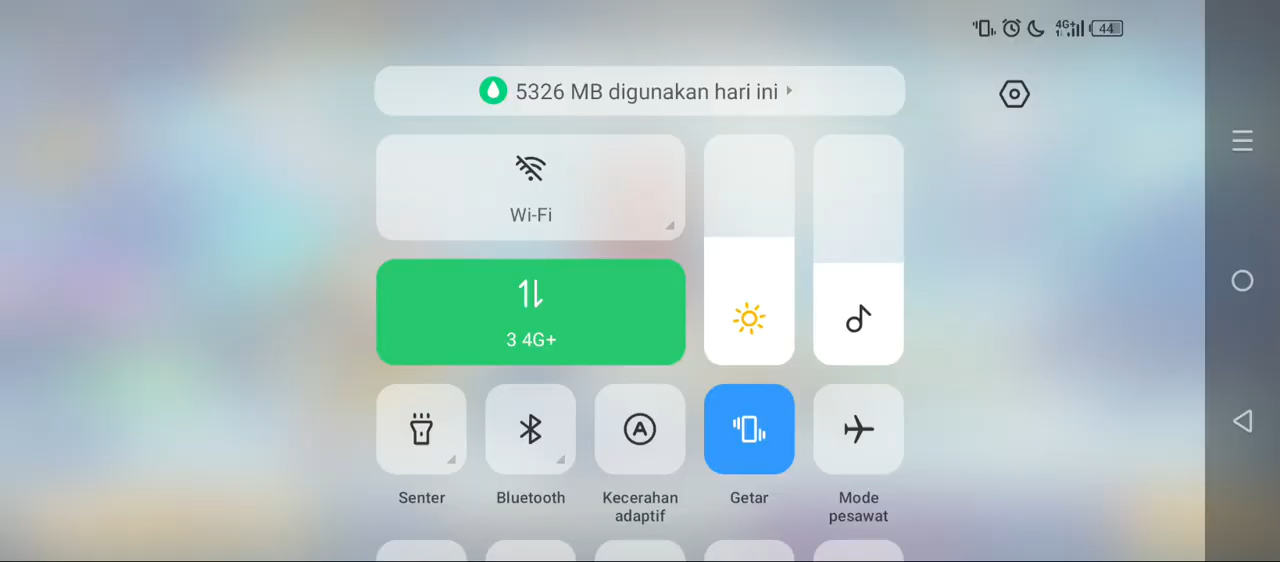 4G+
44
5326 MB digunakan hari ini
Wi-Fi
3 4G+
Senter
Bluetooth
Kecerahan
adaptif
Getar
Mode
pesawat